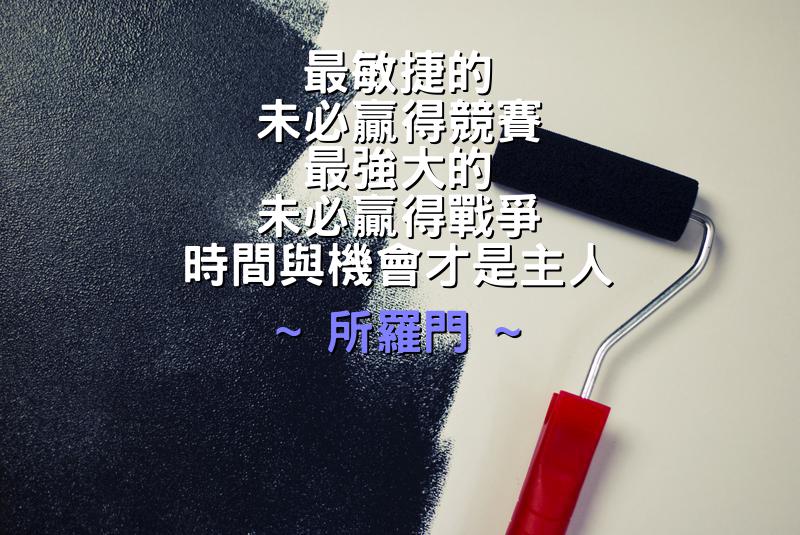 最敏捷的
未必贏得競賽
最強大的
未必贏得戰爭
時間與機會才是主人
~ 所羅門 ~